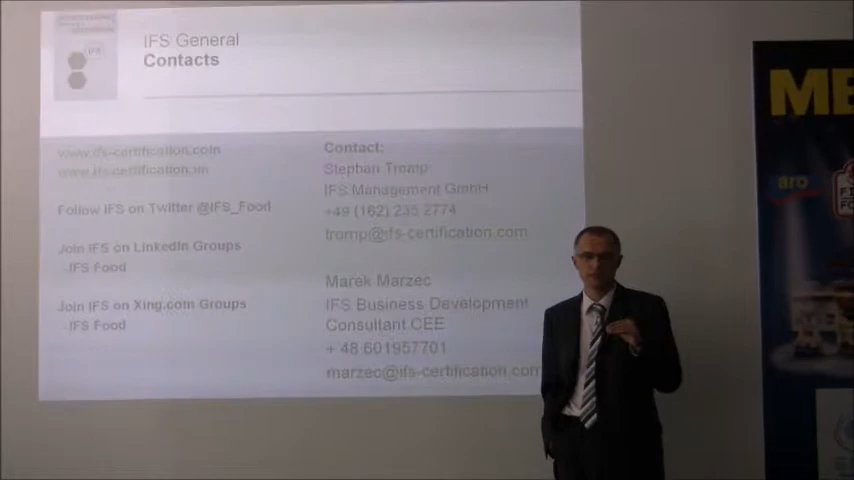 IFS General
Contacts
www.ifs-certification.com
Follow IFS on Twitter @IFS_Food
Join IFS on Linkedin Groups
-IFS Food
Join IFS on Xing.com Groups
-IFS Food
Contact:
Stephan Tromp
IFS Management GmbH
+49 (162) 235 2774
tromp@ifs-certification.com
Marek Marzec
IFS Business Development
Consultant CEE
+ 48 601957701
marzec@ifs-certification.com
aro